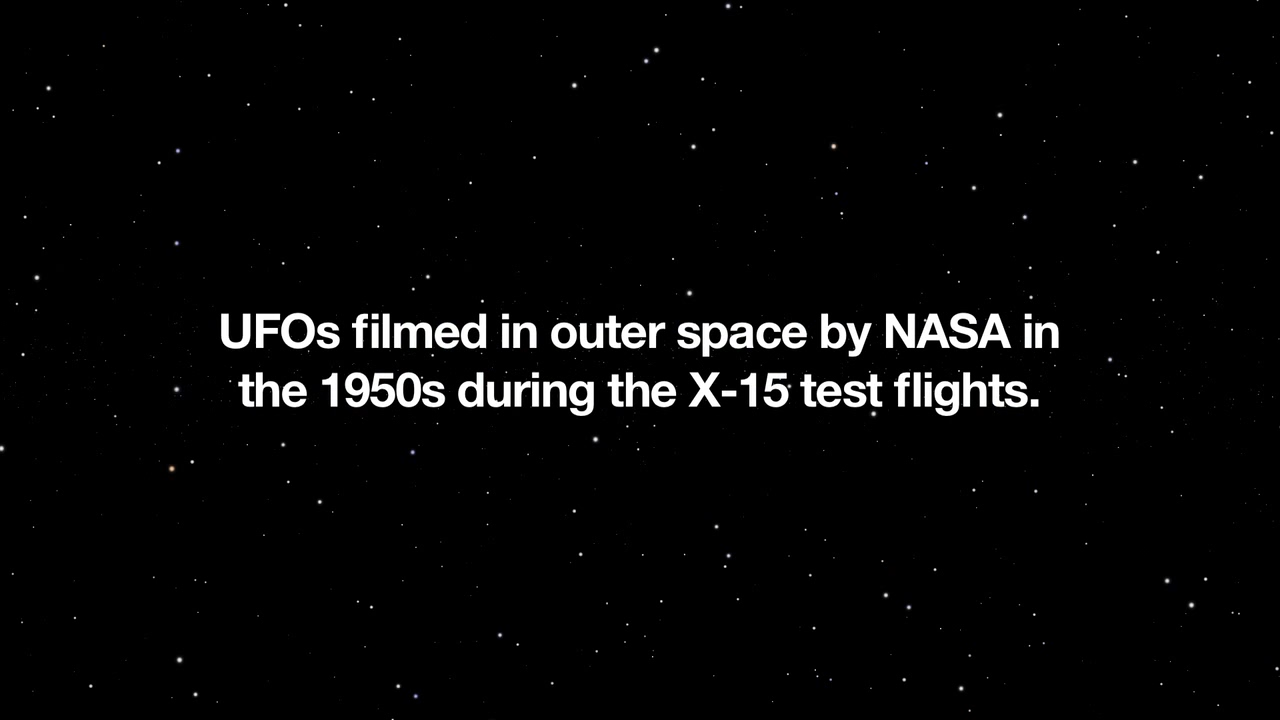 UFOs filmed in outer space by NASA in
the 1950s during the X-15 test flights.